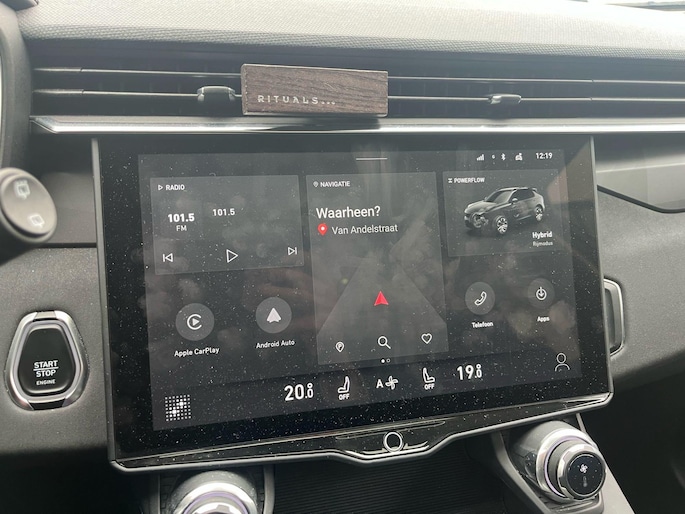 RITUALS...
12:19
RADIO
101.5
FM
101.5
NAVIGATIE
Waarheen?
Van Andelstraat
POWERFLOW
Hybrid
Rijmodus
Apple CarPlay
Android Auto
Telefoon
Apps
START
STOP
ENGINE
20.0
OFF
A
OFF
19.0